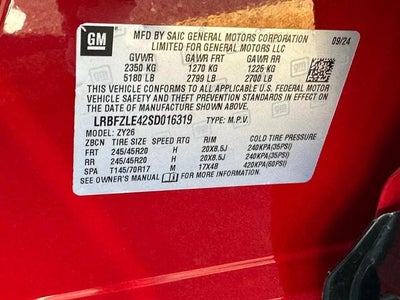 GM
MFD BY SAIC GENERAL MOTORS CORPORATION
LIMITED FOR GENERAL MOTORS LLC
09/24
GVWR GAWR FRT GAWR RR
2350 KG 1270 KG 1225 KG
5180 LB 2799 LB 2700 LB
THIS VEHICLE CONFORMS TO ALL APPLICABLE U.S. FEDERAL MOTOR
VEHICLE SAFETY AND THEFT PREVENTION STANDARDS IN EFFECT ON
THE DATE OF MANUFACTURE SHOWN ABOVE.
LRBFZLE42SD016319 TYPE: M.P.V.
MODEL: ZY26
ZBCN TIRE SIZE SPEED RTG RIM COLD TIRE PRESSURE
FRT 245/45R20 H 20X8.5J 240KPA(35PSI)
RR 245/45R20 H 20X8.5J 240KPA(35PSI)
SPA T145/70R17 M 17X4B 420KPA(60PSI)
SEE OWNER'S MANUAL FOR MORE INFORMATION